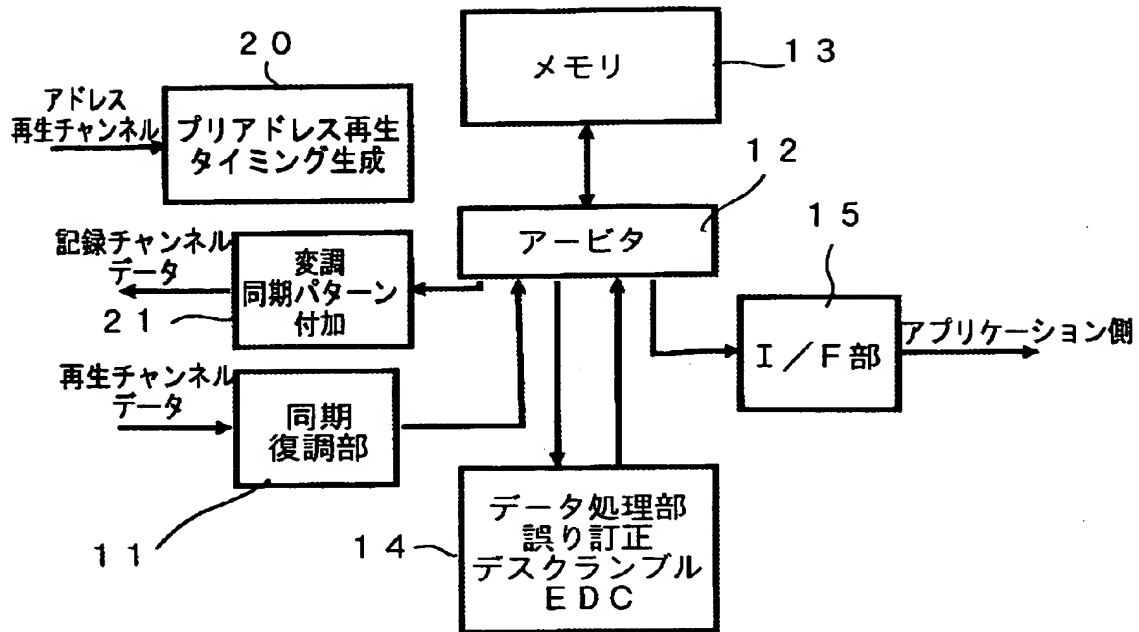 20
アドレス
再生チャンネル
プリアドレス再生
タイミング生成
メモリ
13
12
アービタ
15
記録チャンネル
データ
21
変調
同期パターン
付加
I/F部
アプリケーション側
再生チャンネル
データ
同期
復調部
11
14
データ処理部
誤り訂正
デスクランブル
EDC